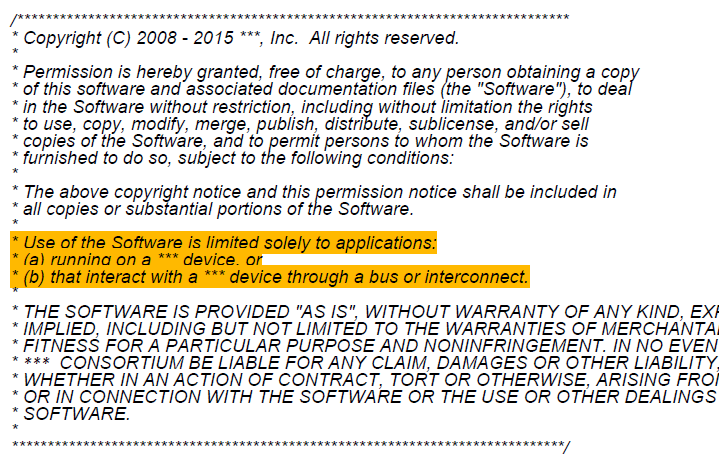 /******************************************************************************
* Copyright (C) 2008 - 2015 ***, Inc.  All rights reserved.
*
* Permission is hereby granted, free of charge, to any person obtaining a copy
* of this software and associated documentation files (the "Software"), to deal
* in the Software without restriction, including without limitation the rights
* to use, copy, modify, merge, publish, distribute, sublicense, and/or sell
* copies of the Software, and to permit persons to whom the Software is
* furnished to do so, subject to the following conditions:
*
* The above copyright notice and this permission notice shall be included in
* all copies or substantial portions of the Software.
*
* Use of the Software is limited solely to applications:
* (a) running on a *** device, or
* (b) that interact with a *** device through a bus or interconnect.
*
* THE SOFTWARE IS PROVIDED "AS IS", WITHOUT WARRANTY OF ANY KIND, EXP
* IMPLIED, INCLUDING BUT NOT LIMITED TO THE WARRANTIES OF MERCHANTA
* FITNESS FOR A PARTICULAR PURPOSE AND NONINFRINGEMENT. IN NO EVEN
* ***  CONSORTIUM BE LIABLE FOR ANY CLAIM, DAMAGES OR OTHER LIABILITY,
* WHETHER IN AN ACTION OF CONTRACT, TORT OR OTHERWISE, ARISING FRO
* OR IN CONNECTION WITH THE SOFTWARE OR THE USE OR OTHER DEALINGS
* SOFTWARE.
*
******************************************************************************/